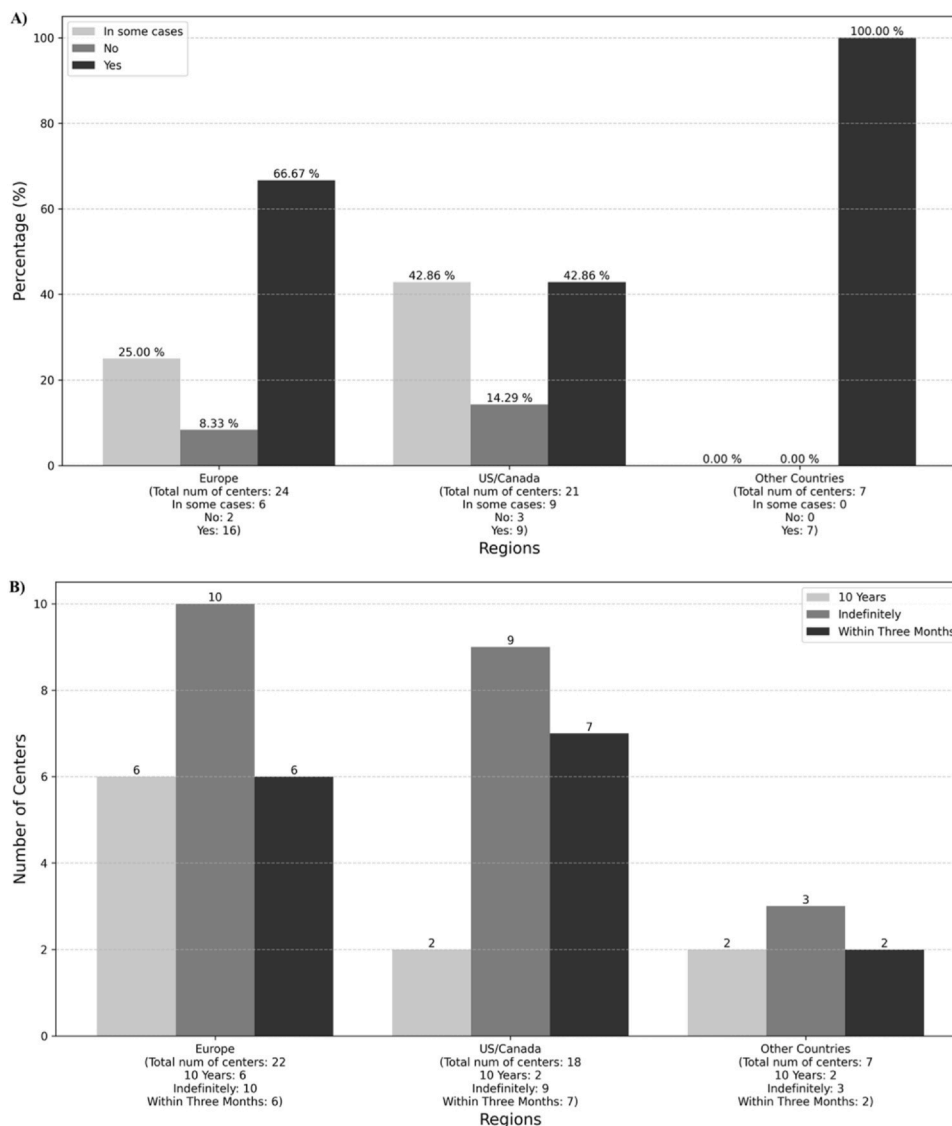 A)
In some cases
No
Yes
Percentage (%)
100
80
60
40
20
0
25.00 %
8.33 %
66.67 %
42.86 %
14.29 %
42.86 %
0.00 %
0.00 %
100.00 %
Europe
(Total num of centers: 24
In some cases: 6
No: 2
Yes: 16)
US/Canada
(Total num of centers: 21
In some cases: 9
No: 3
Yes: 9)
Other Countries
(Total num of centers: 7
In some cases: 0
No: 0
Yes: 7)
Regions
B)
10 Years
Indefinitely
Within Three Months
Number of Centers
10
8
6
4
2
0
6
10
6
2
9
7
2
3
2
Europe
(Total num of centers: 22
10 Years: 6
Indefinitely: 10
Within Three Months: 6)
US/Canada
(Total num of centers: 18
10 Years: 2
Indefinitely: 9
Within Three Months: 7)
Other Countries
(Total num of centers: 7
10 Years: 2
Indefinitely: 3
Within Three Months: 2)
Regions